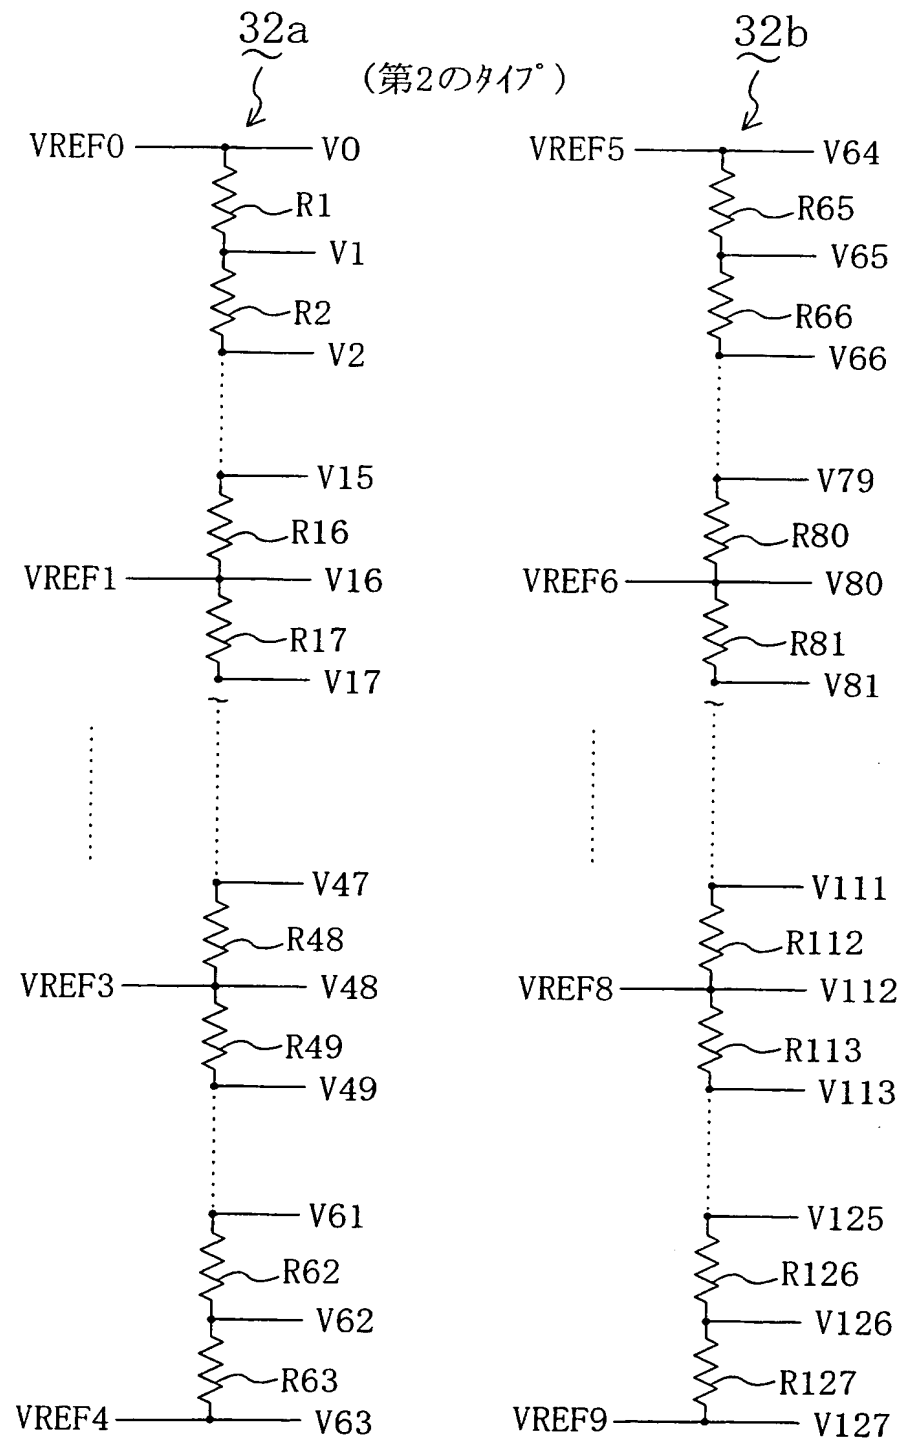 32a
32b
(第2のﾀｲﾌﾟ)
VREF0 V0
R1
V1
R2
V2
V15
R16
VREF1 V16
R17
V17
V47
R48
VREF3 V48
R49
V49
V61
R62
V62
R63
VREF4 V63
VREF5 V64
R65
V65
R66
V66
V79
R80
VREF6 V80
R81
V81
V111
R112
VREF8 V112
R113
V113
V125
R126
V126
R127
VREF9 V127